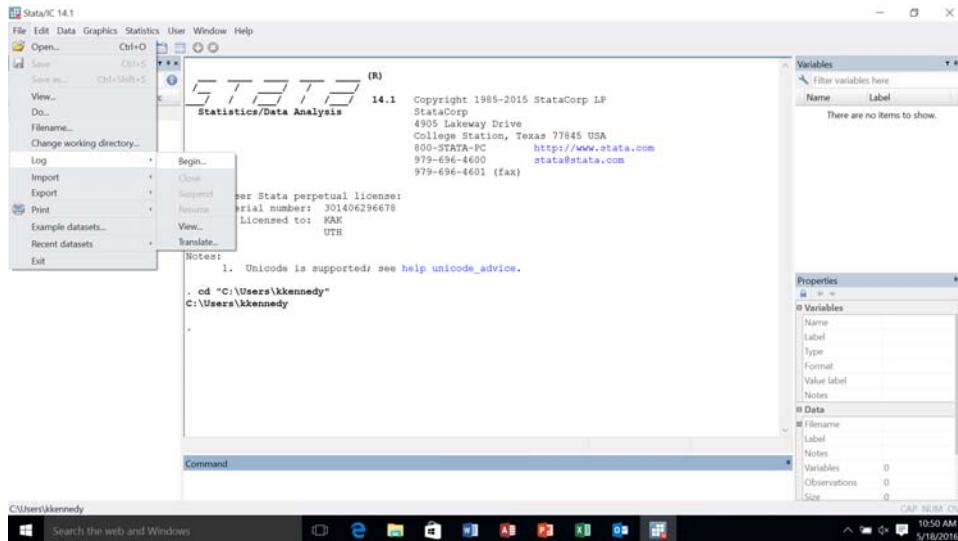 Stata/IC 14.1
File Edit Data Graphics Statistics User Window Help
Open... Ctrl+O
Save Ctrl+S
Save as... Ctrl+Shift+S
View...
Do...
Filename...
Change working directory...
Log
Import
Export
Print
Example datasets...
Recent datasets
Exit
Begin...
Close
Suspend
Resume
View...
Translate...
(R)
14.1 Copyright 1985-2015 StataCorp LP
Statistics/Data Analysis StataCorp
4905 Lakeway Drive
College Station, Texas 77845 USA
800-STATA-PC http://www.stata.com
979-696-4600 stata@stata.com
979-696-4601 (fax)
ser Stata perpetual license:
erial number: 301406296678
Licensed to: KAK
UTH
Notes:
1. Unicode is supported; see help unicode_advice.
. cd "C:\Users\kkennedy"
C:\Users\kkennedy
.
Command
Variables
Filter variables here
Name Label
There are no items to show.
Properties
Variables
Name
Label
Type
Format
Value label
Notes
Data
Filename
Label
Notes
Variables 0
Observations 0
Size 0
C:\Users\kkennedy
CAP NUM OV
Search the web and Windows
10:50 AM
5/18/2016